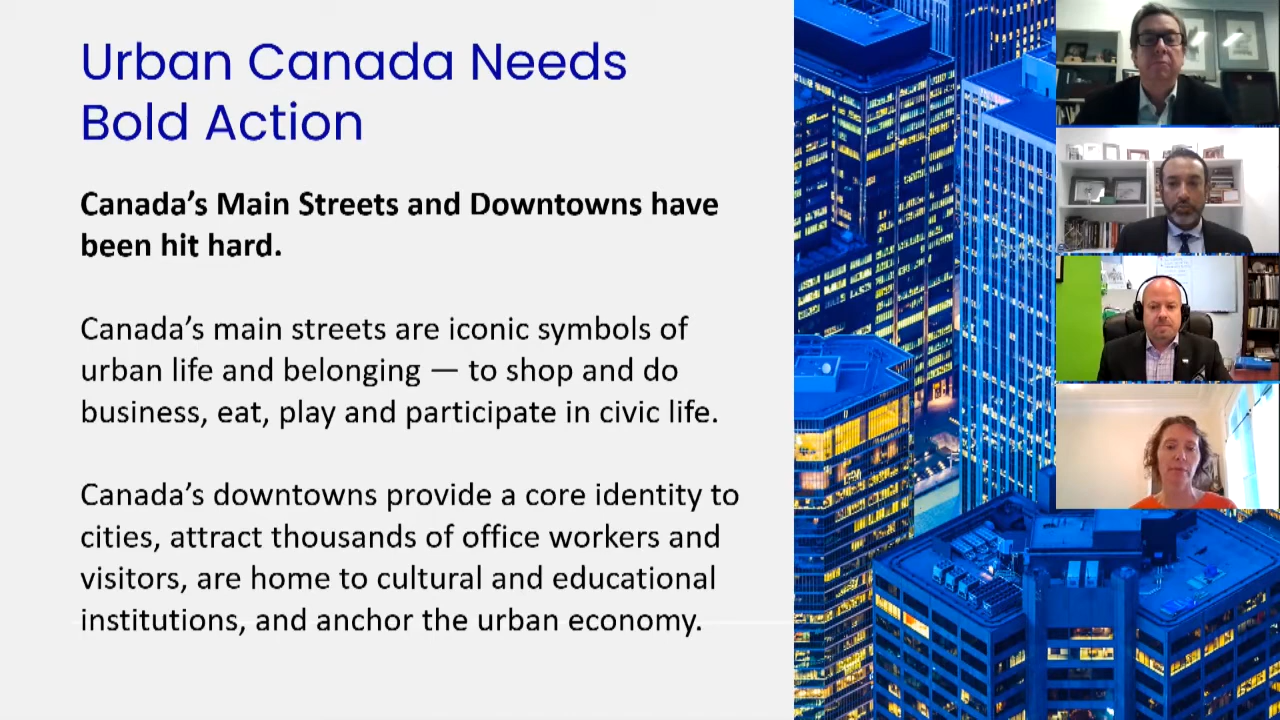 Urban Canada Needs
Bold Action
Canada’s Main Streets and Downtowns have
been hit hard.
Canada’s main streets are iconic symbols of
urban life and belonging — to shop and do
business, eat, play and participate in civic life.
Canada’s downtowns provide a core identity to
cities, attract thousands of office workers and
visitors, are home to cultural and educational
institutions, and anchor the urban economy.